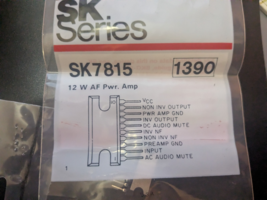 SK
Series
SK7815
1390
12 W AF Pwr. Amp
VCC
NON INV OUTPUT
PWR AMP GND
INV OUTPUT
DC AUDIO MUTE
INV NF
NON INV NF
PREAMP GND
INPUT
AC AUDIO MUTE
1